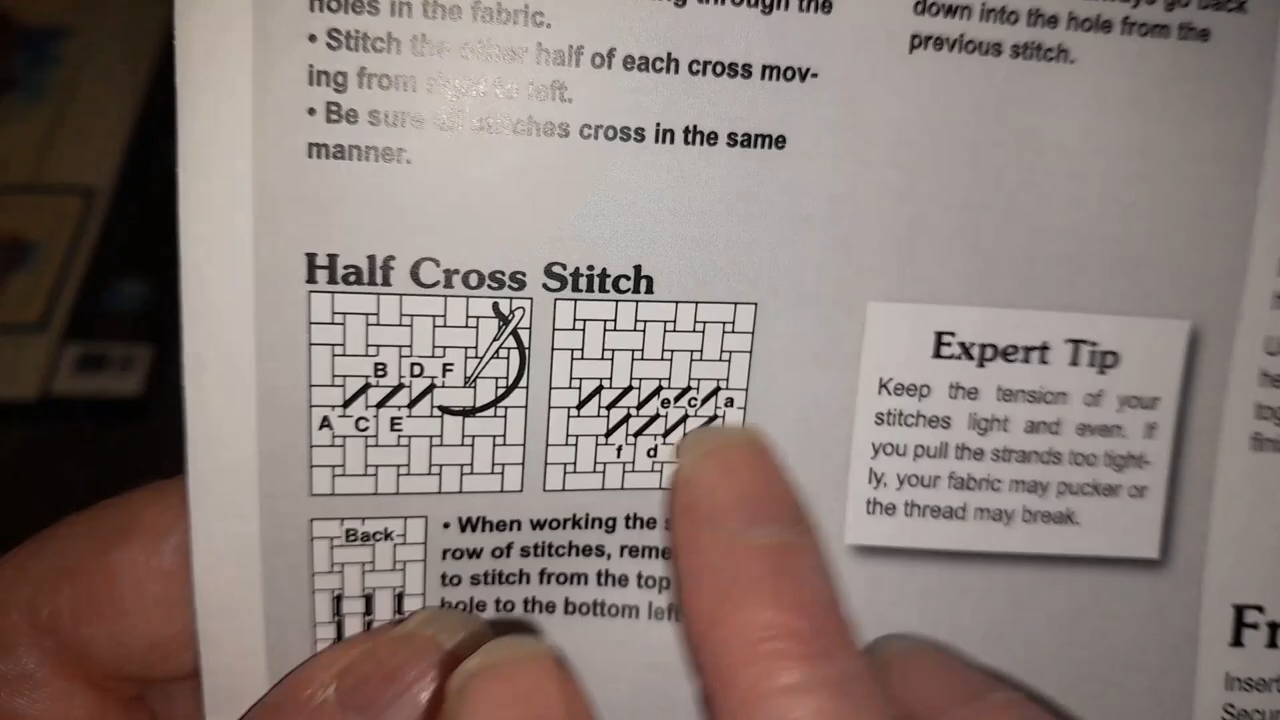 holes in the fabric.
through the
• Stitch the other half of each cross mov-
ing from right to left.
• Be sure all stitches cross in the same
manner.
go back
down into the hole from the
previous stitch.
Half Cross Stitch
B D F
A C E
e c a
f d
Expert Tip
Keep the tension of your
stitches light and even. If
you pull the strands too tight-
ly, your fabric may pucker or
the thread may break.
Back
• When working the
row of stitches,
to stitch from the top
hole to the bottom left